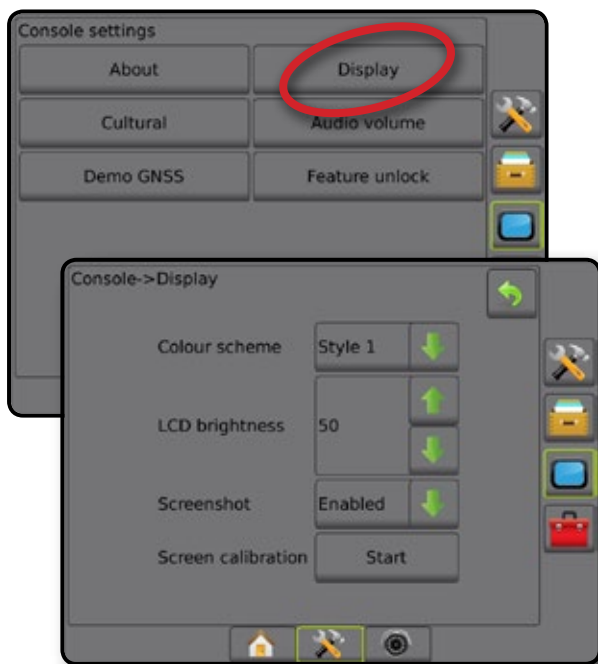 Console settings
About Display
Cultural Audio volume
Demo GNSS Feature unlock
Console->Display
Colour scheme Style 1
LCD brightness 50
Screenshot Enabled
Screen calibration Start